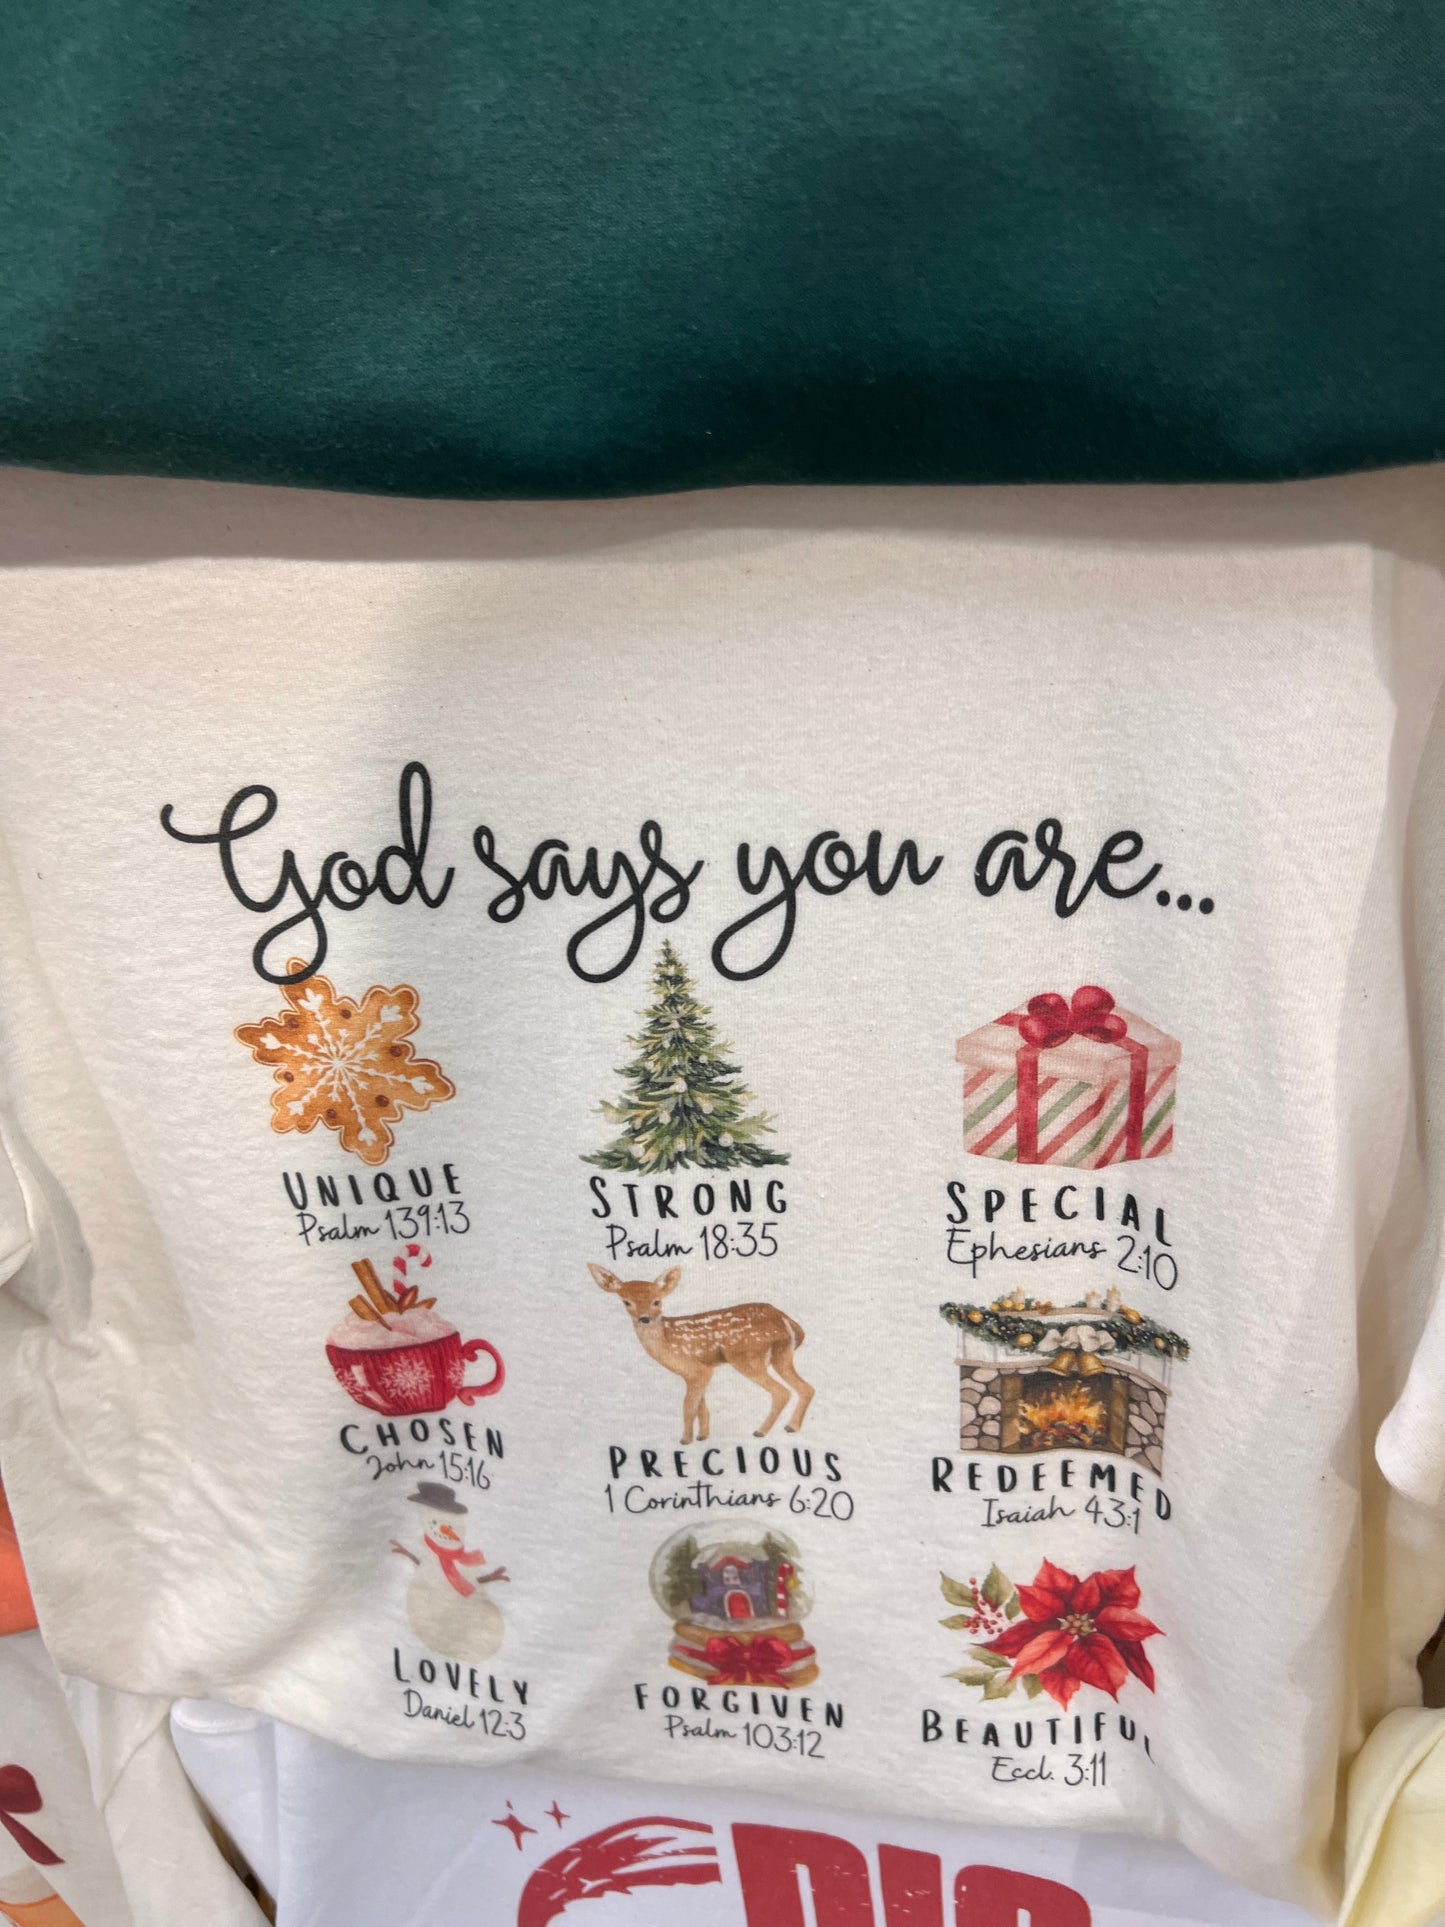 God says you are...
UNIQUE
Psalm 139:13
STRONG
Psalm 18:35
SPECIAL
Ephesians 2:10
CHOSEN
John 15:16
PRECIOUS
1 Corinthians 6:20
REDEEMED
Isaiah 43:1
LOVELY
Daniel 12:3
FORGIVEN
Psalm 103:12
BEAUTIFUL
Eccl. 3:11